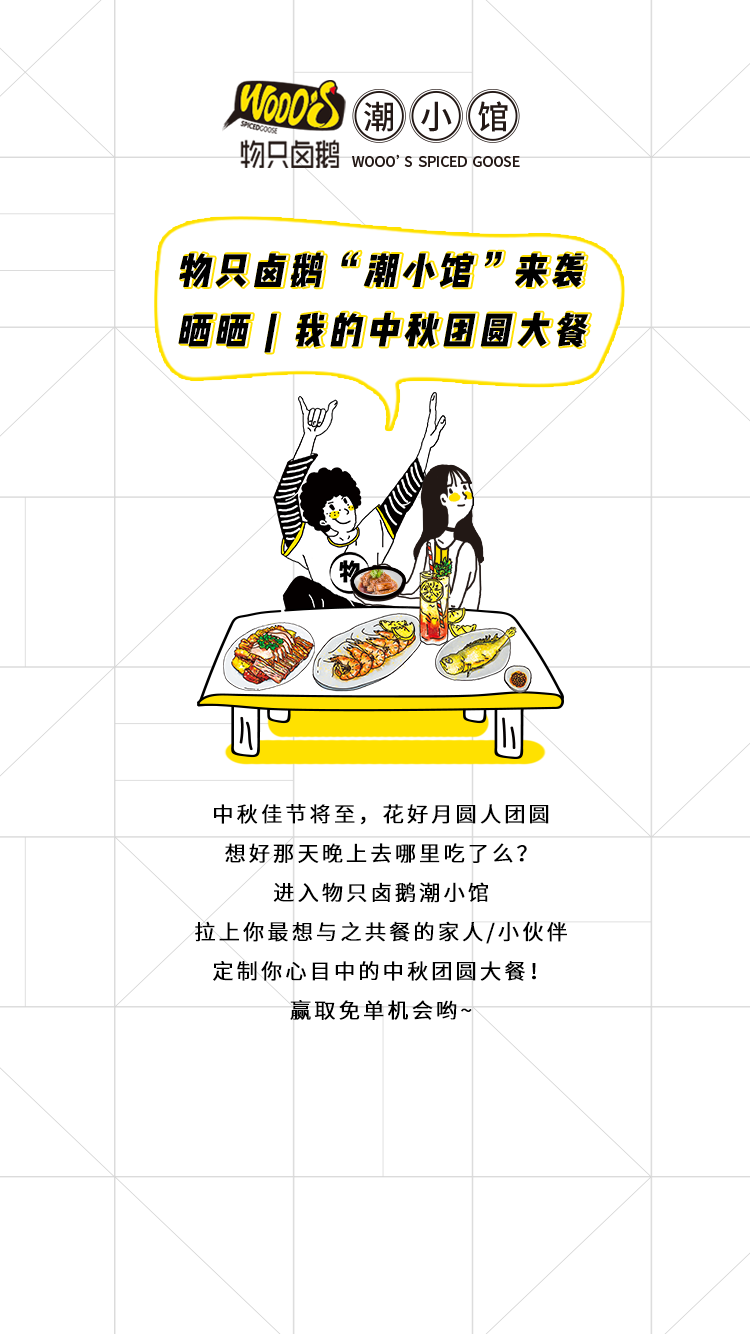 WOOO'S
SPICEDGOOSE
物只卤鹅
潮小馆
WOOO'S SPICED GOOSE
物只卤鹅“潮小馆”来袭
晒晒 | 我的中秋团圆大餐
物
中秋佳节将至，花好月圆人团圆
想好那天晚上去哪里吃了么？
进入物只卤鹅潮小馆
拉上你最想与之共餐的家人/小伙伴
定制你心目中的中秋团圆大餐！
赢取免单机会哟~